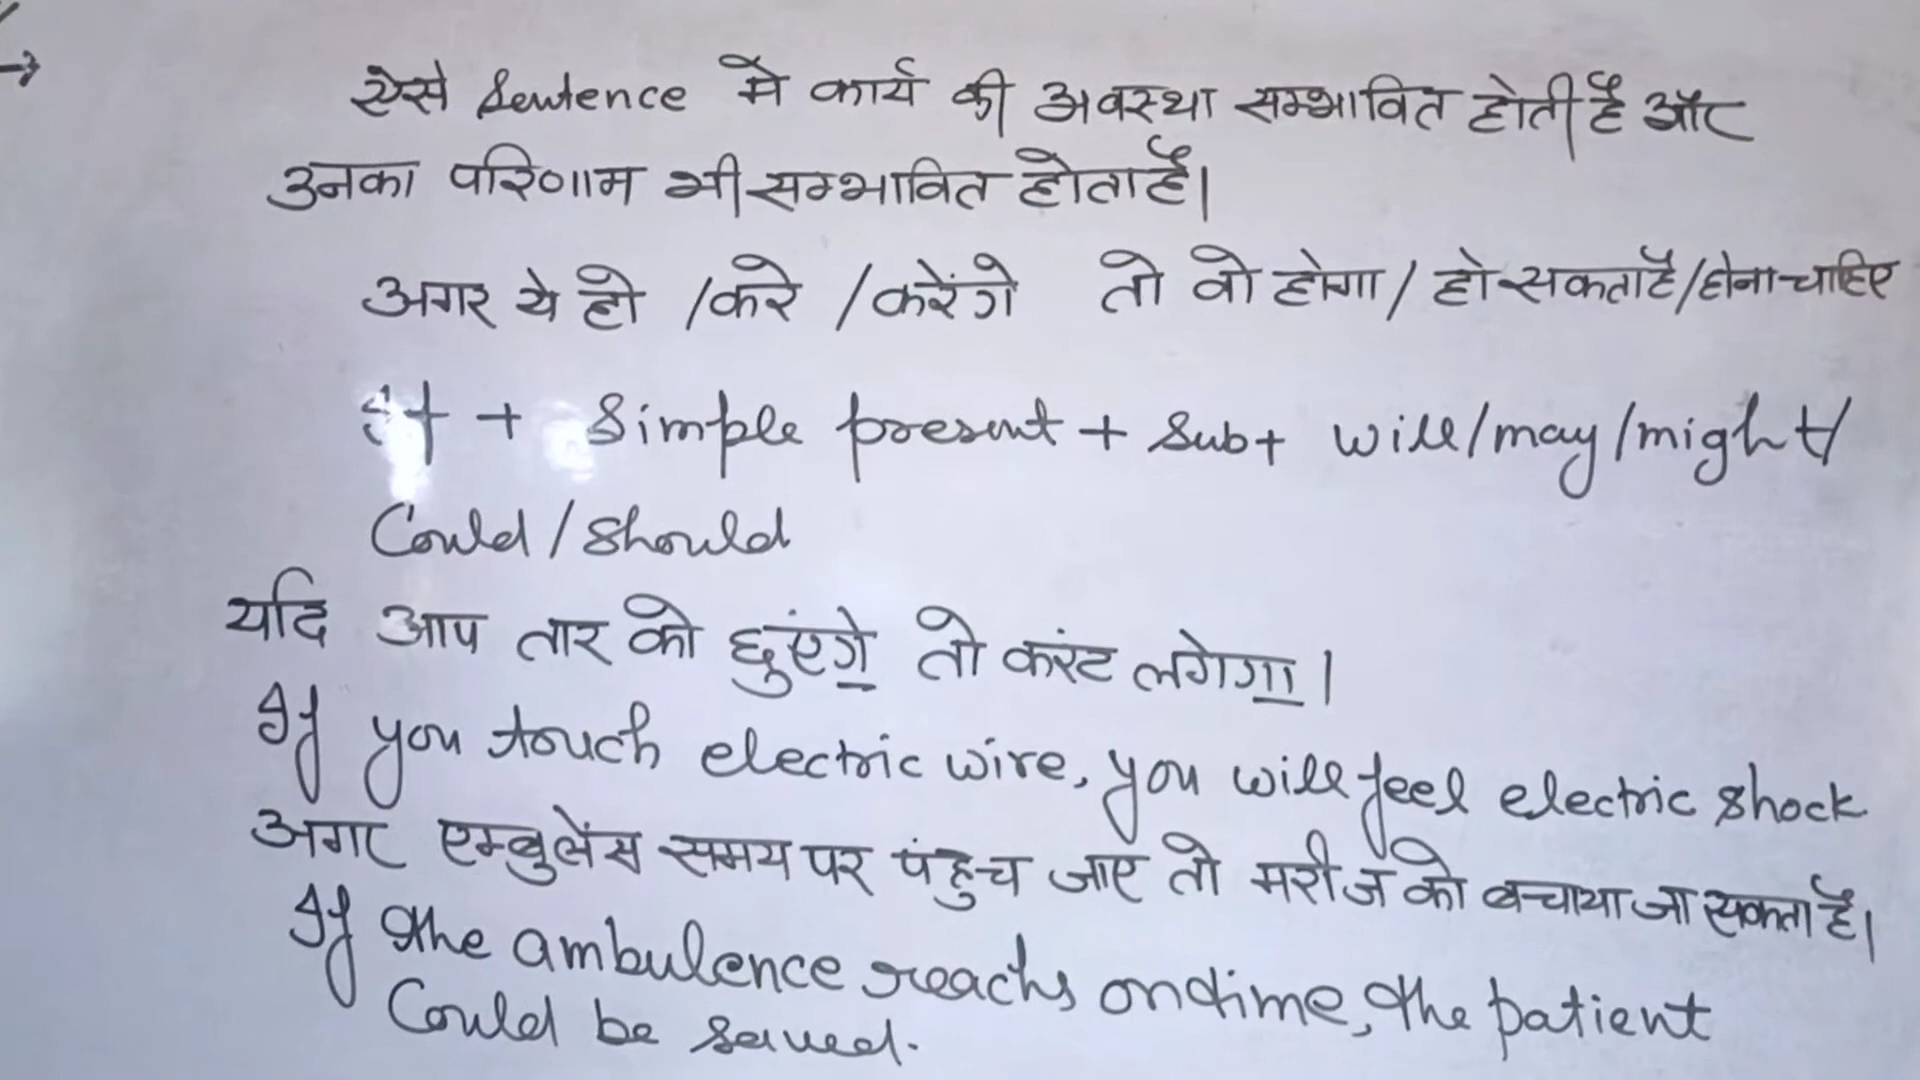 → ऐसे Sentence मे कार्य की अवस्था सम्भावित होती है और
उनका परिणाम भी सम्भावित होता है।
अगर ये हो /करे /करेंगे तो वो होगा / हो सकता है /होना चाहिए
If + Simple present + Sub + will/may/might/
Could/Should
यदि आप तार को छुएंगे तो करंट लगेगा।
If you touch electric wire, you will feel electric shock
अगर एम्बुलेंस समय पर पंहुच जाए तो मरीज को बचाया जा सकता है।
If the ambulence reachs on time, the patient
Could be saved.